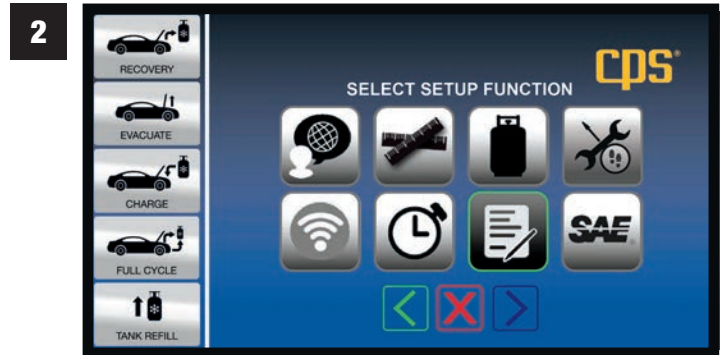 2
RECOVERY
EVACUATE
CHARGE
FULL CYCLE
TANK REFILL
cps®
SELECT SETUP FUNCTION
SAE